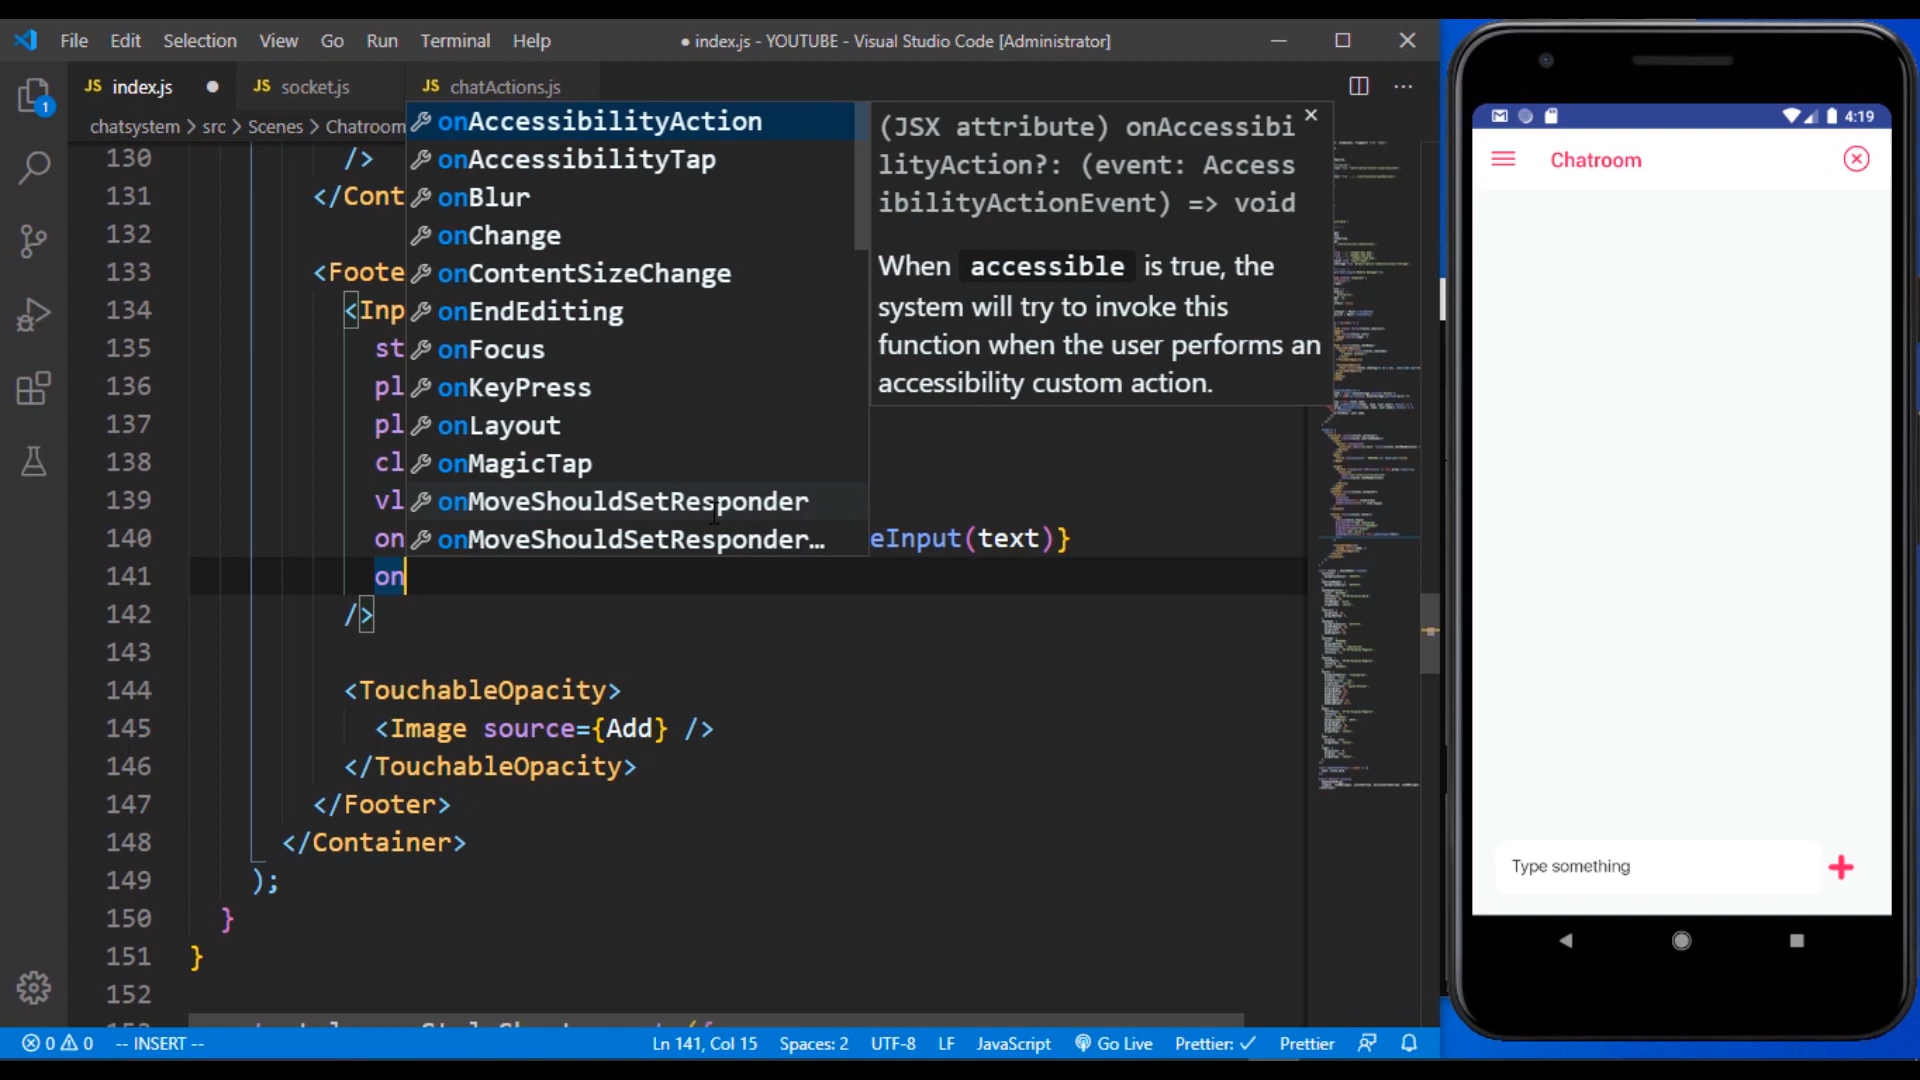 File Edit Selection View Go Run Terminal Help
● index.js - YOUTUBE - Visual Studio Code [Administrator]
JS index.js ●
JS socket.js
JS chatActions.js
chatsystem > src > Scenes > Chatroom
1
130 />
131 </Cont
132
133 <Foote
134 <Inp
135 st
136 pl
137 pl
138 cl
139 vl
140 on eInput(text)}
141 on
142 />
143
144 <TouchableOpacity>
145 <Image source={Add} />
146 </TouchableOpacity>
147 </Footer>
148 </Container>
149 );
150 }
151 }
152
onAccessibilityAction
onAccessibilityTap
onBlur
onChange
onContentSizeChange
onEndEditing
onFocus
onKeyPress
onLayout
onMagicTap
onMoveShouldSetResponder
onMoveShouldSetResponder…
(JSX attribute) onAccessibi
lityAction?: (event: Access
ibilityActionEvent) => void
When accessible is true, the
system will try to invoke this
function when the user performs an
accessibility custom action.
0 0 -- INSERT --
Ln 141, Col 15 Spaces: 2 UTF-8 LF JavaScript Go Live Prettier: ✓ Prettier
4:19
Chatroom
Type something